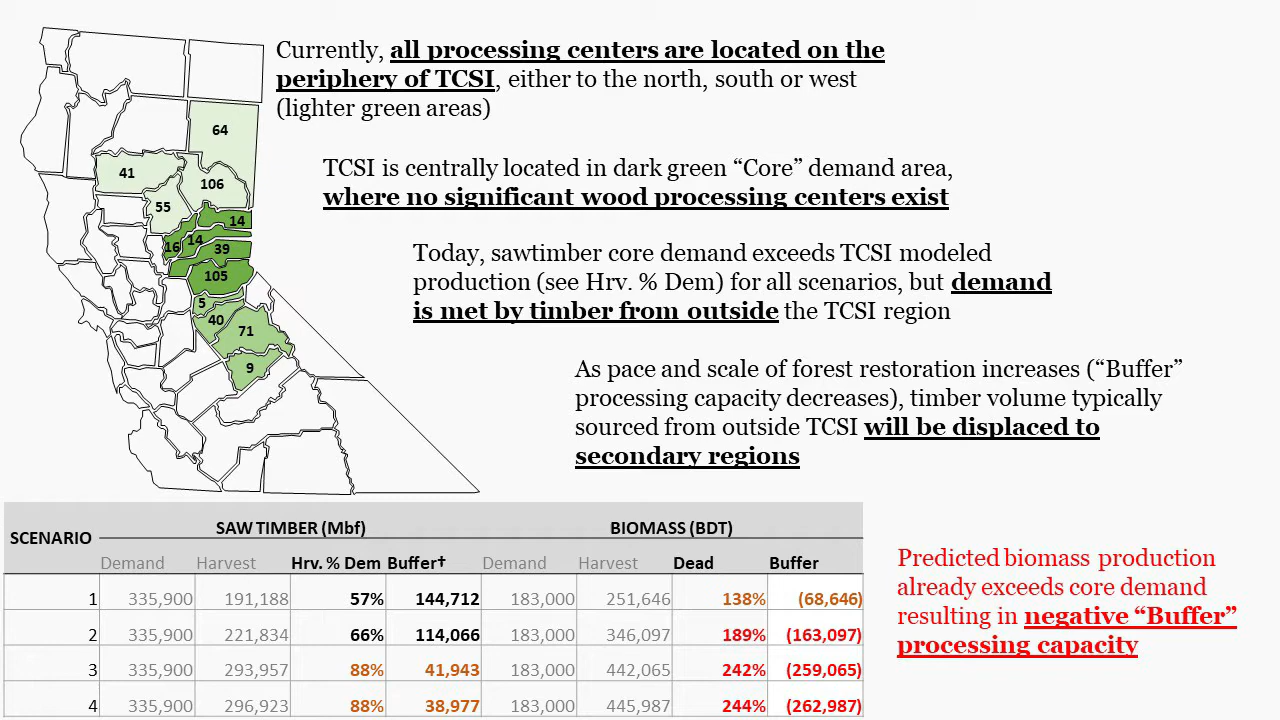 Currently, all processing centers are located on the
periphery of TCSI, either to the north, south or west
(lighter green areas)
64
41
106
55
14
16
14
39
105
5
40
71
9
TCSI is centrally located in dark green “Core” demand area,
where no significant wood processing centers exist
Today, sawtimber core demand exceeds TCSI modeled
production (see Hrv. % Dem) for all scenarios, but demand
is met by timber from outside the TCSI region
As pace and scale of forest restoration increases (“Buffer”
processing capacity decreases), timber volume typically
sourced from outside TCSI will be displaced to
secondary regions
SCENARIO SAW TIMBER (Mbf) BIOMASS (BDT)
Demand Harvest Hrv. % Dem Buffer† Demand Harvest Dead Buffer
1 335,900 191,188 57% 144,712 183,000 251,646 138% (68,646)
2 335,900 221,834 66% 114,066 183,000 346,097 189% (163,097)
3 335,900 293,957 88% 41,943 183,000 442,065 242% (259,065)
4 335,900 296,923 88% 38,977 183,000 445,987 244% (262,987)
Predicted biomass production
already exceeds core demand
resulting in negative “Buffer”
processing capacity